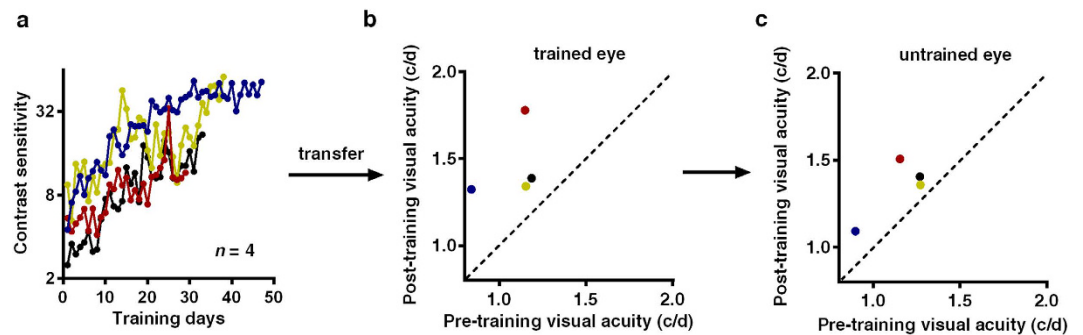 a
Contrast sensitivity
32
8
2
0
10
20
30
40
50
Training days
n = 4
transfer
b
trained eye
Post-training visual acuity (c/d)
2.0
1.5
1.0
1.0
1.5
2.0
Pre-training visual acuity (c/d)
c
untrained eye
Post-training visual acuity (c/d)
2.0
1.5
1.0
1.0
1.5
2.0
Pre-training visual acuity (c/d)